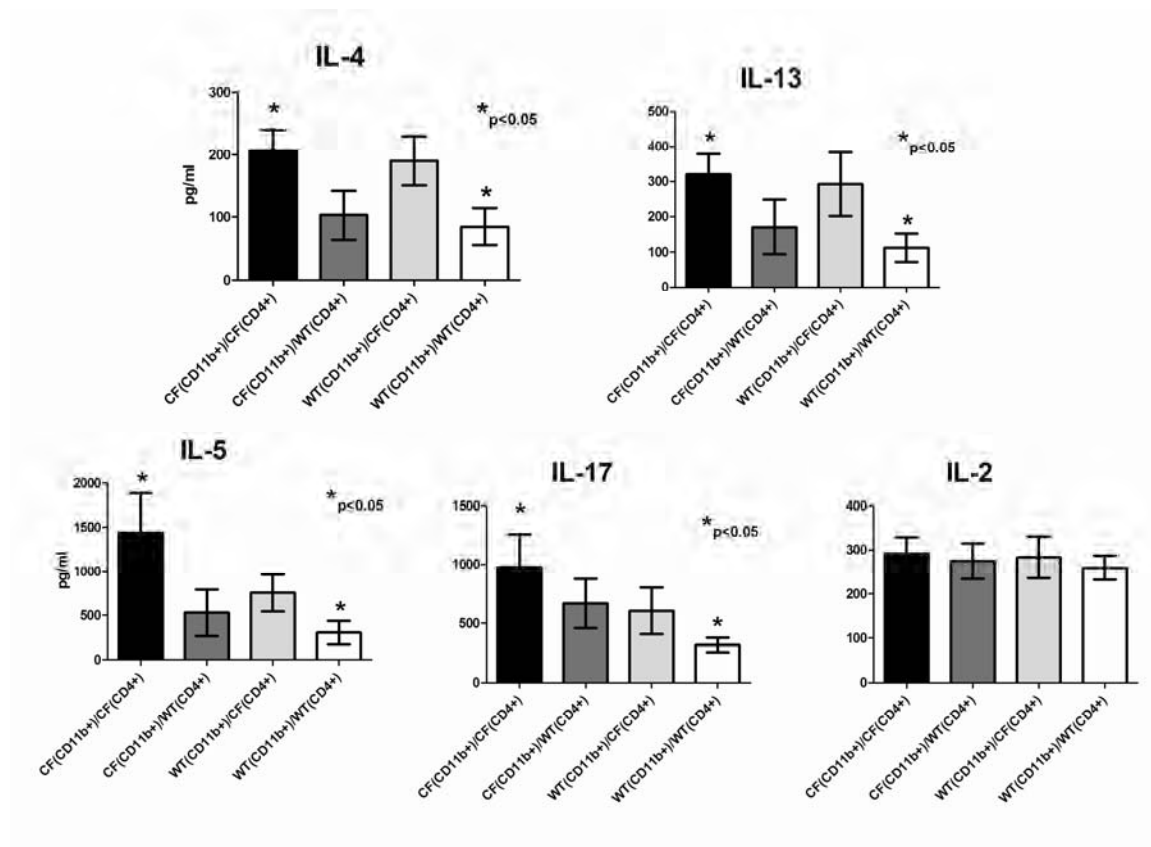 IL-4
300
200
100
0
pg/ml
*
*
p<0.05
*
CF(CD11b+)/CF(CD4+)
CF(CD11b+)/WT(CD4+)
WT(CD11b+)/CF(CD4+)
WT(CD11b+)/WT(CD4+)
IL-13
500
400
300
200
100
0
*
*
p<0.05
*
CF(CD11b+)/CF(CD4+)
CF(CD11b+)/WT(CD4+)
WT(CD11b+)/CF(CD4+)
WT(CD11b+)/WT(CD4+)
IL-5
2000
1500
1000
500
0
pg/ml
*
*
p<0.05
*
CF(CD11b+)/CF(CD4+)
CF(CD11b+)/WT(CD4+)
WT(CD11b+)/CF(CD4+)
WT(CD11b+)/WT(CD4+)
IL-17
1500
1000
500
0
*
*
p<0.05
*
CF(CD11b+)/CF(CD4+)
CF(CD11b+)/WT(CD4+)
WT(CD11b+)/CF(CD4+)
WT(CD11b+)/WT(CD4+)
IL-2
400
300
200
100
0
CF(CD11b+)/CF(CD4+)
CF(CD11b+)/WT(CD4+)
WT(CD11b+)/CF(CD4+)
WT(CD11b+)/WT(CD4+)